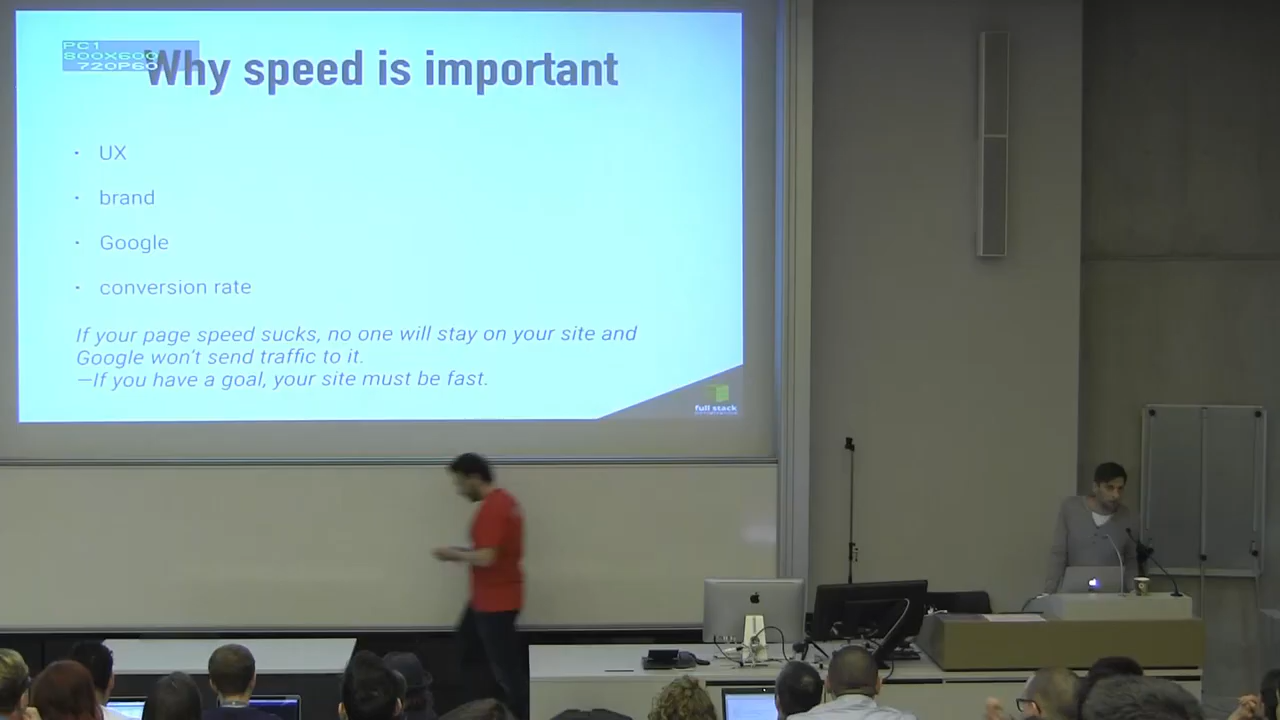 PC1
800X600
720P60
Why speed is important
· UX
· brand
· Google
· conversion rate
If your page speed sucks, no one will stay on your site and
Google won't send traffic to it.
—If you have a goal, your site must be fast.
full stack